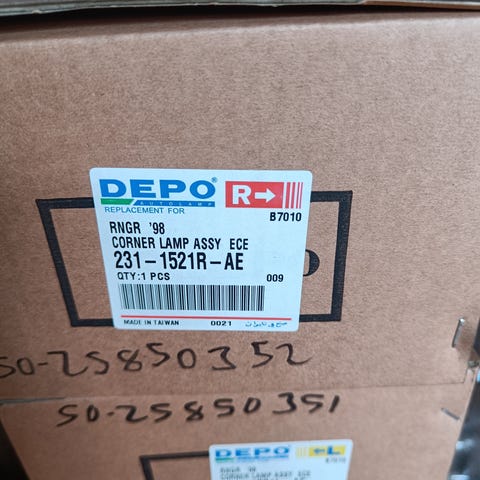 DEPO®
AUTOLAMP
REPLACEMENT FOR
R→
B7010
RNGR '98
CORNER LAMP ASSY ECE
231-1521R-AE
QTY:1 PCS
009
MADE IN TAIWAN 0021
50-25850352
50-25850351
DEPO ←L
B7010
RNGR '98
CORNER LAMP ASSY ECE